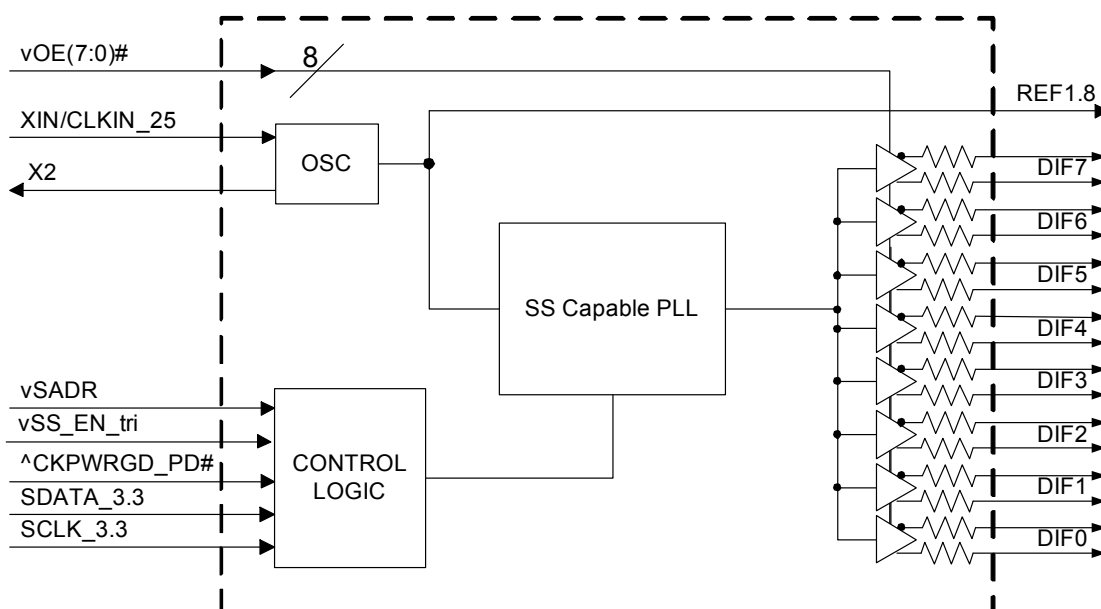 vOE(7:0)#
8
REF1.8
XIN/CLKIN_25
OSC
X2
DIF7
DIF6
DIF5
SS Capable PLL
DIF4
DIF3
vSADR
vSS_EN_tri
DIF2
^CKPWRGD_PD#
CONTROL
LOGIC
SDATA_3.3
DIF1
SCLK_3.3
DIF0